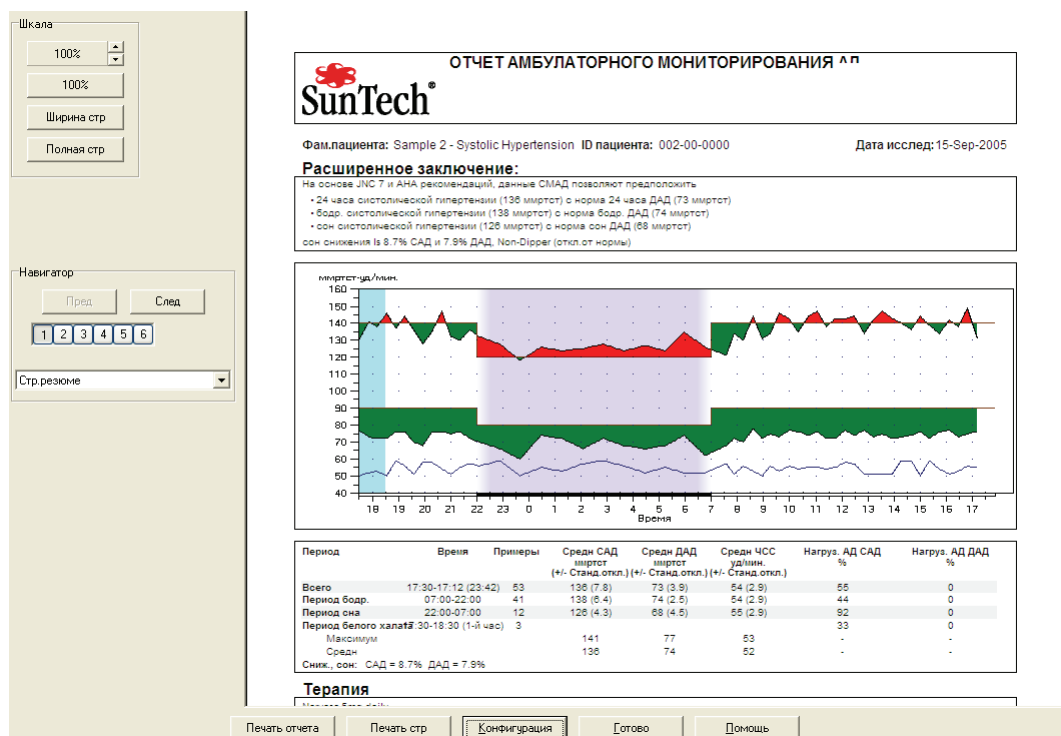 Шкала
100%
100%
Ширина стр
Полная стр
Навигатор
Пред След
1 2 3 4 5 6
Стр.резюме
SunTech®
ОТЧЕТ АМБУЛАТОРНОГО МОНИТОРИРОВАНИЯ
Фам.пациента: Sample 2 - Systolic Hypertension ID пациента: 002-00-0000 Дата исслед:15-Sep-2005
Расширенное заключение:
На основе JNC 7 и АНА рекомендаций, данные СМАД позволяют предположить
• 24 часа систолической гипертензии (136 ммртст) с норма 24 часа ДАД (73 ммртст)
• бодр. систолической гипертензии (138 ммртст) с норма бодр. ДАД (74 ммртст)
• сон систолической гипертензии (126 ммртст) с норма сон ДАД (68 ммртст)
сон снижения Is 8.7% САД и 7.9% ДАД, Non-Dipper (откл.от нормы)
ммртст-уд/мин.
160
150
140
130
120
110
100
90
80
70
60
50
40
18 19 20 21 22 23 0 1 2 3 4 5 6 7 8 9 10 11 12 13 14 15 16 17
Время
Период Время Примеры Средн САД Средн ДАД Средн ЧСС Нагруз. АД САД Нагруз. АД ДАД
ммртст ммртст уд/мин. % %
(+/- Станд.откл.) (+/- Станд.откл.) (+/- Станд.откл.)
Всего 17:30-17:12 (23:42) 53 136 (7.8) 73 (3.9) 54 (2.9) 55 0
Период бодр. 07:00-22:00 41 138 (6.4) 74 (2.5) 54 (2.9) 44 0
Период сна 22:00-07:00 12 126 (4.3) 68 (4.5) 55 (2.9) 92 0
Период белого халата 17:30-18:30 (1-й час) 3 33 0
Максимум 141 77 53 - -
Средн 136 74 52 - -
Сниж., сон: САД = 8.7% ДАД = 7.9%
Терапия
Печать отчета Печать стр Конфигурация Готово Помощь